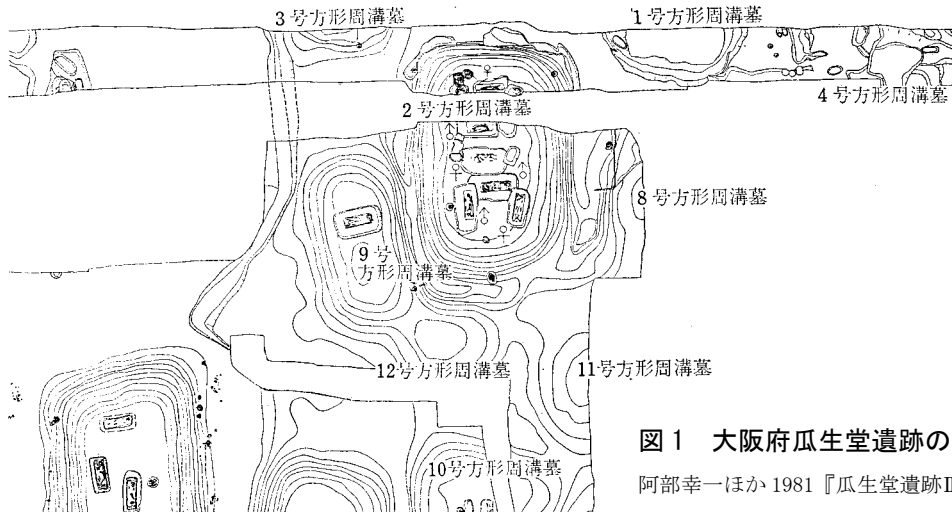 3号方形周溝墓
1号方形周溝墓
4号方形周溝墓
2号方形周溝墓
8号方形周溝墓
9号
方形周溝墓
12号方形周溝墓
11号方形周溝墓
10号方形周溝墓
図1 大阪府瓜生堂遺跡の
阿部幸一ほか 1981『瓜生堂遺跡Ⅱ